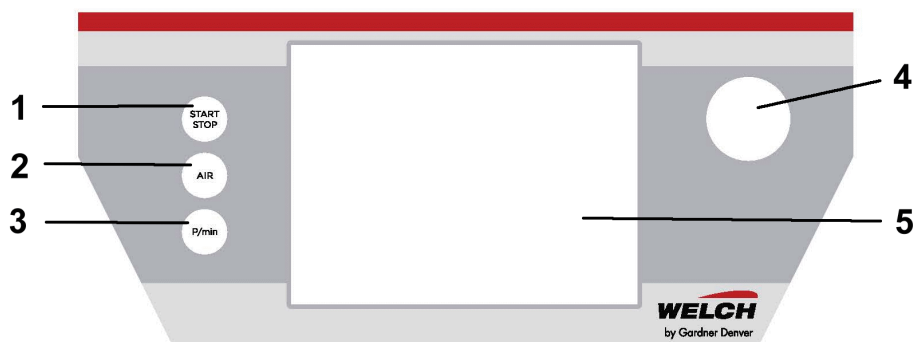 1
START
STOP
2
AIR
3
P/min
4
5
WELCH
by Gardner Denver